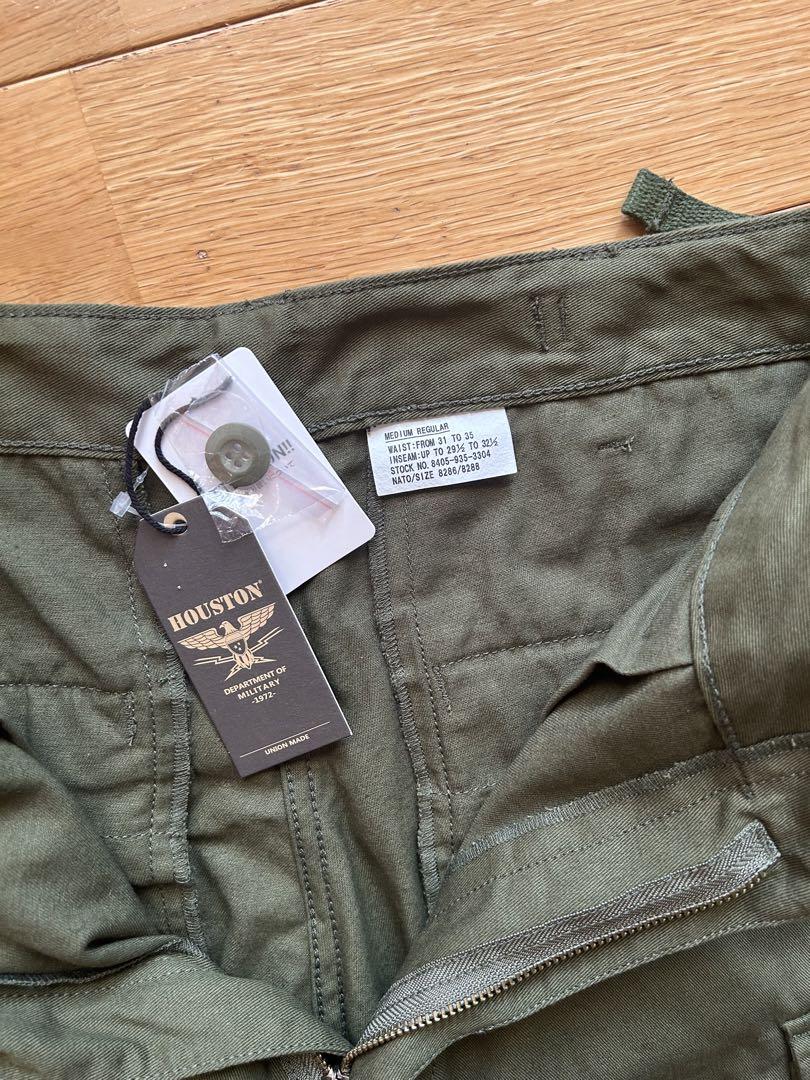 MEDIUM REGULAR
WAIST:FROM 31 TO 35
INSEAM:UP TO 29½ TO 32½
STOCK NO. 8405-935-3304
NATO/SIZE 8286/8288
HOUSTON®
DEPARTMENT OF
MILITARY
-1972-
UNION MADE